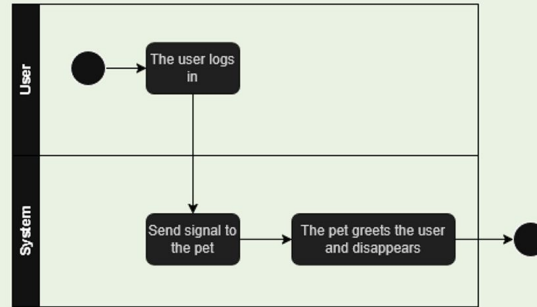 User
The user logs
in
System
Send signal to
the pet
The pet greets the user
and disappears